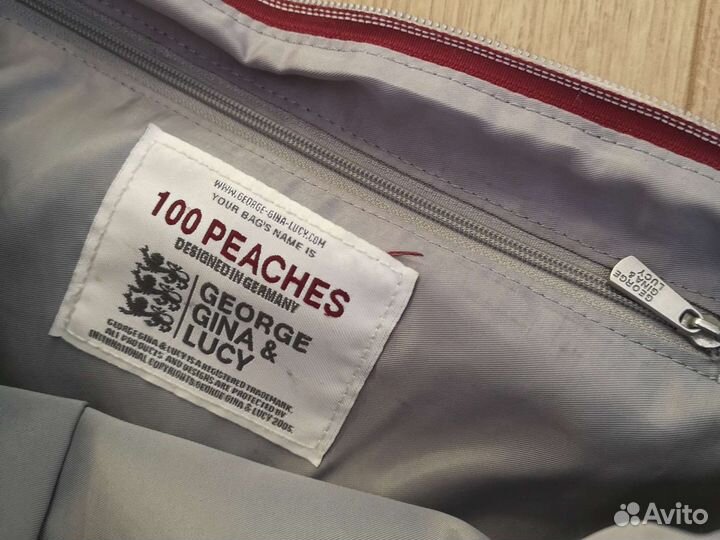 WWW.GEORGE-GINA-LUCY.COM
YOUR BAG'S NAME IS
100 PEACHES
DESIGNED IN GERMANY
GEORGE
GINA &
LUCY
GEORGE GINA & LUCY IS A REGISTERED TRADEMARK.
ALL PRODUCTS AND DESIGNS ARE PROTECTED BY
INTERNATIONAL COPYRIGHTS GEORGE GINA & LUCY 2005.
GEORGE
GINA &
LUCY
Avito